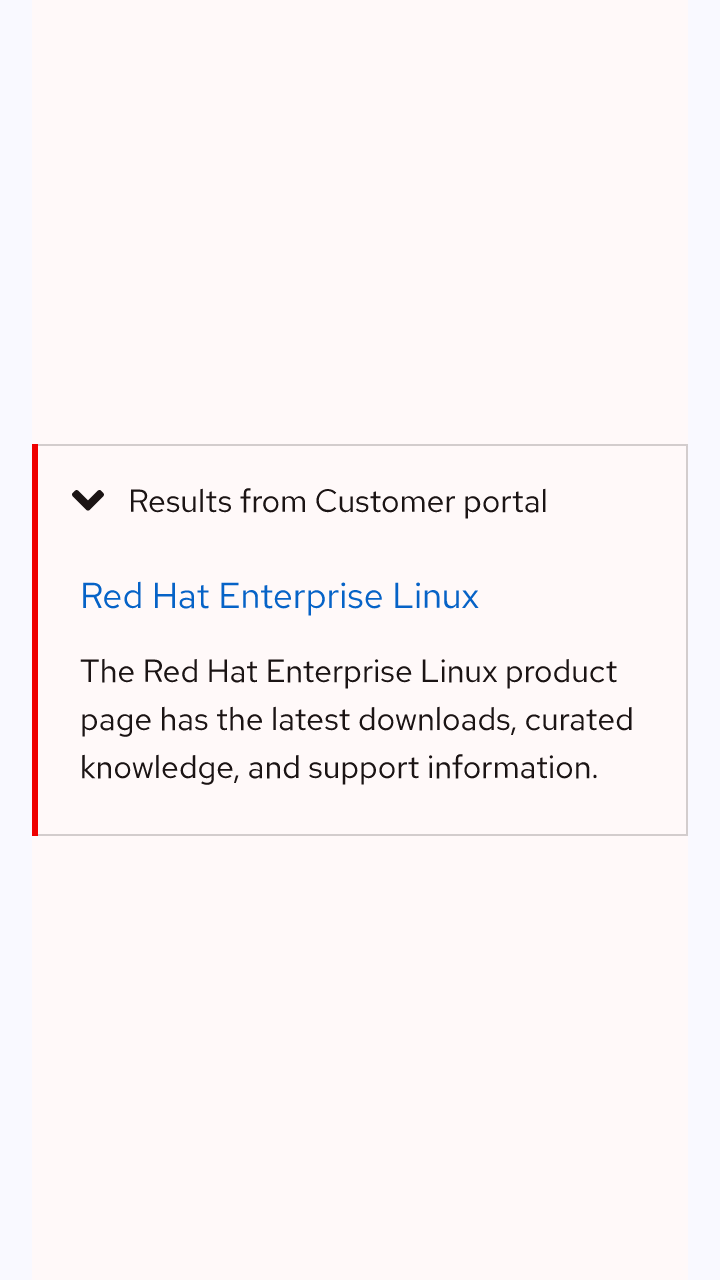 Results from Customer portal
Red Hat Enterprise Linux
The Red Hat Enterprise Linux product
page has the latest downloads, curated
knowledge, and support information.